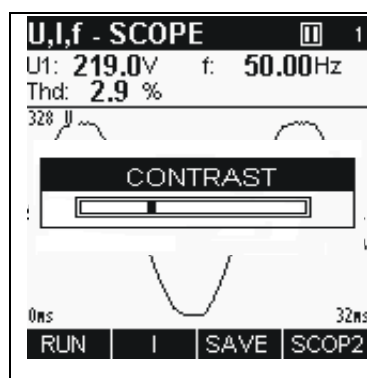 U,I,f - SCOPE 1
U1: 219.0V f: 50.00Hz
Thd: 2.9 %
328 U
CONTRAST
0ms 32ms
RUN I SAVE SCOP2